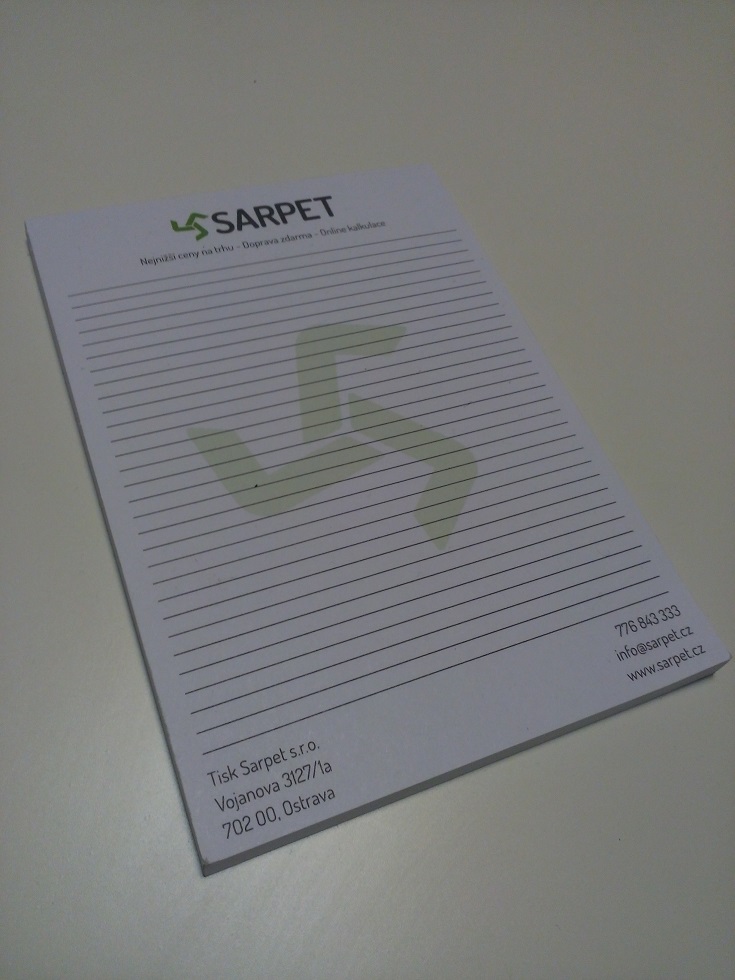 SARPET
Nejnižší ceny na trhu - Doprava zdarma - Online kalkulace
776 843 333
info@sarpet.cz
www.sarpet.cz
Tisk Sarpet s.r.o.
Vojanova 3127/1a
702 00, Ostrava